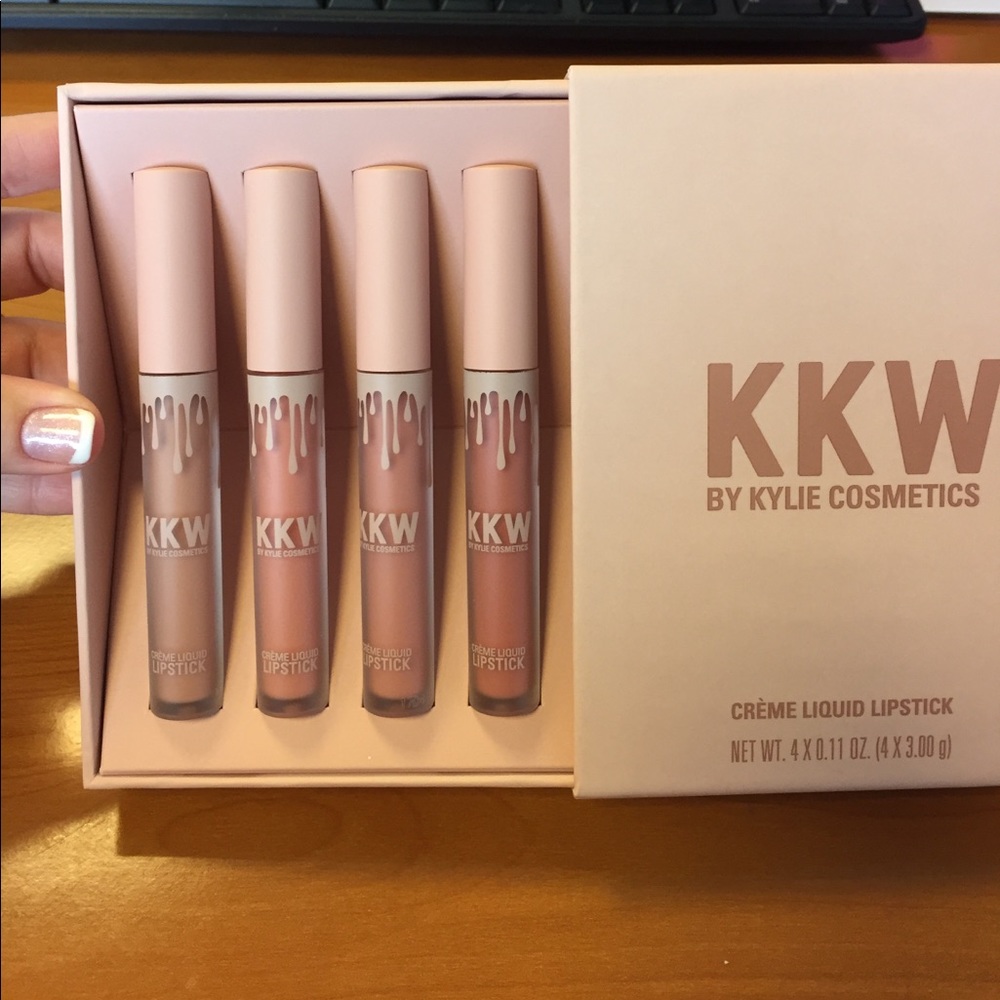 KKW
BY KYLIE COSMETICS
CRÈME LIQUID
LIPSTICK
KKW
BY KYLIE COSMETICS
CRÈME LIQUID
LIPSTICK
KKW
BY KYLIE COSMETICS
CRÈME LIQUID
LIPSTICK
KKW
BY KYLIE COSMETICS
CRÈME LIQUID
LIPSTICK
KKW
BY KYLIE COSMETICS
CRÈME LIQUID LIPSTICK
NET WT. 4 X 0.11 OZ. (4 X 3.00 g)